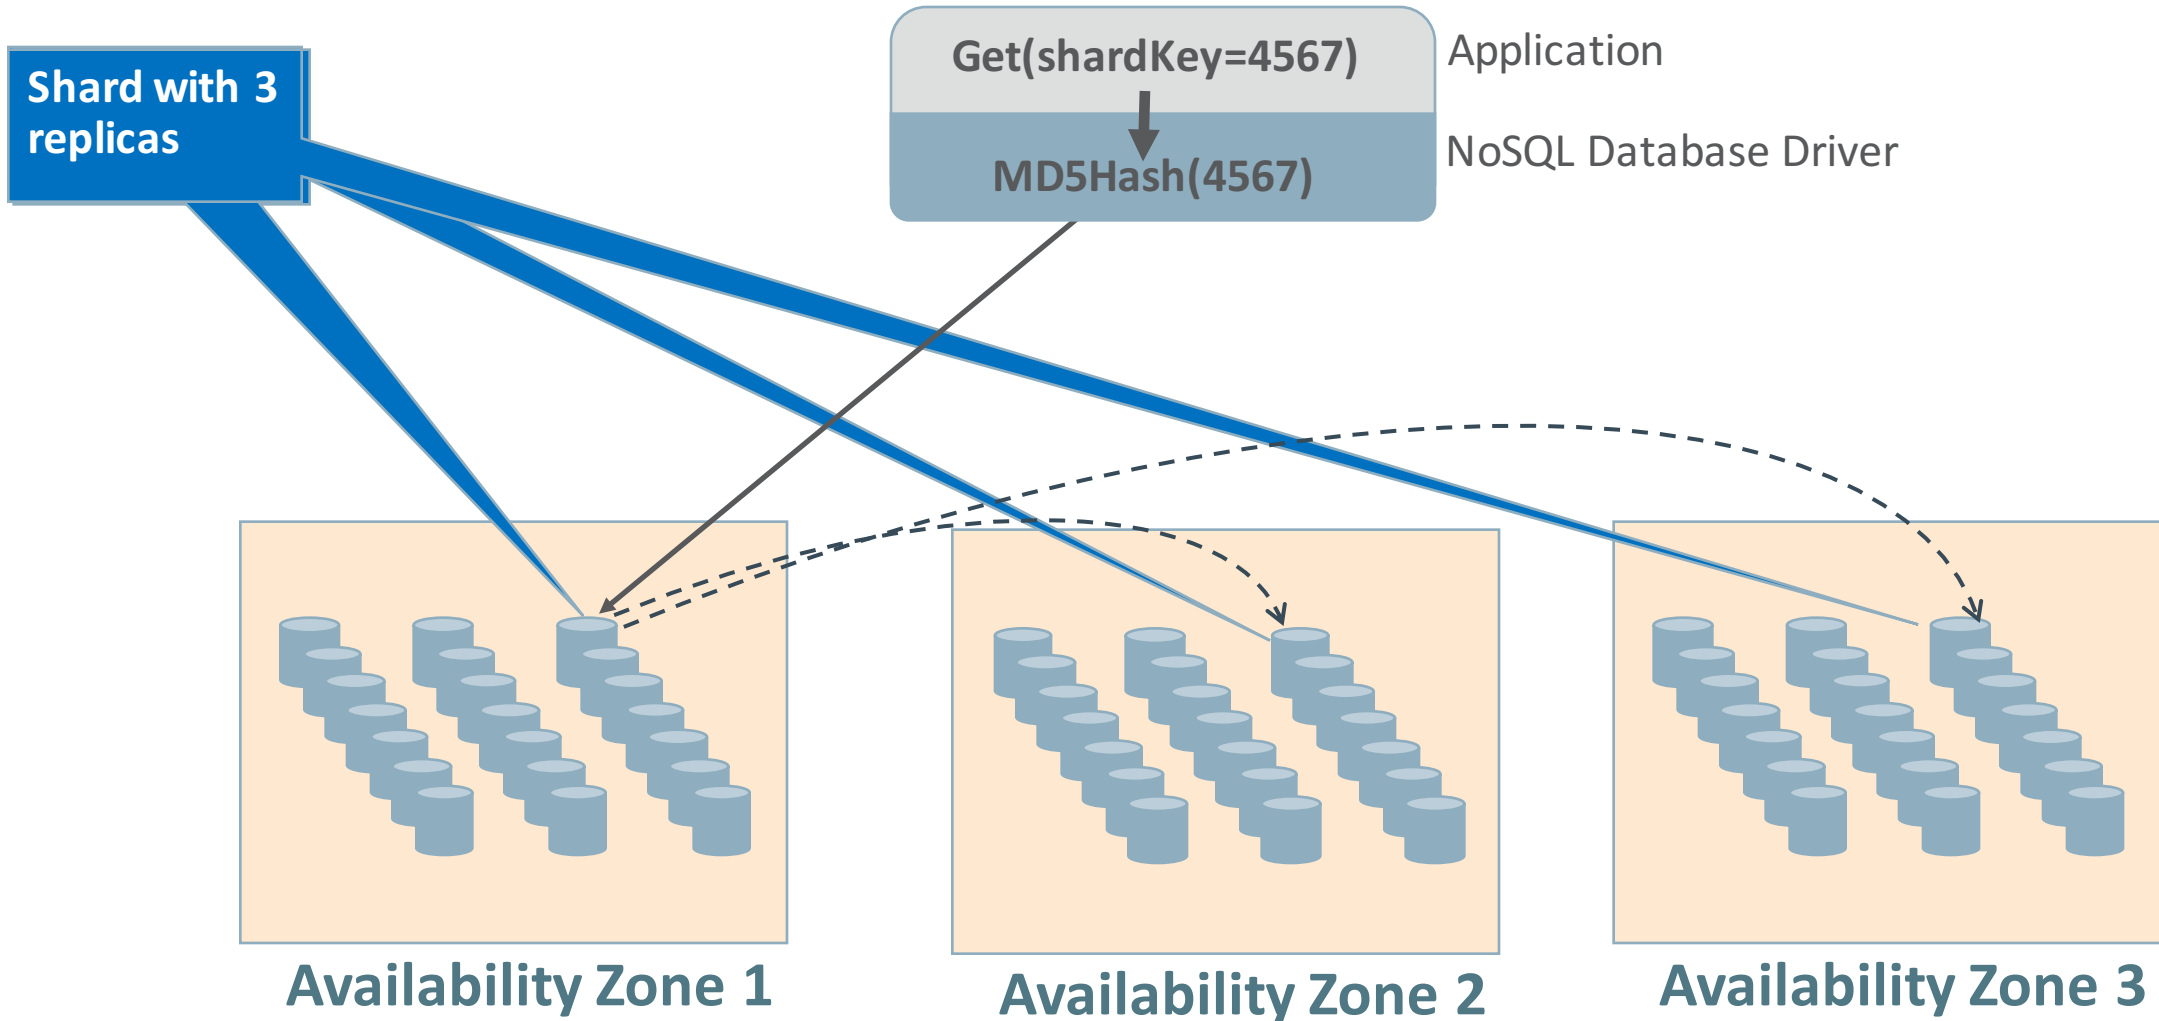 Shard with 3
replicas
Get(shardKey=4567)
Application
MD5Hash(4567)
NoSQL Database Driver
Availability Zone 1
Availability Zone 2
Availability Zone 3